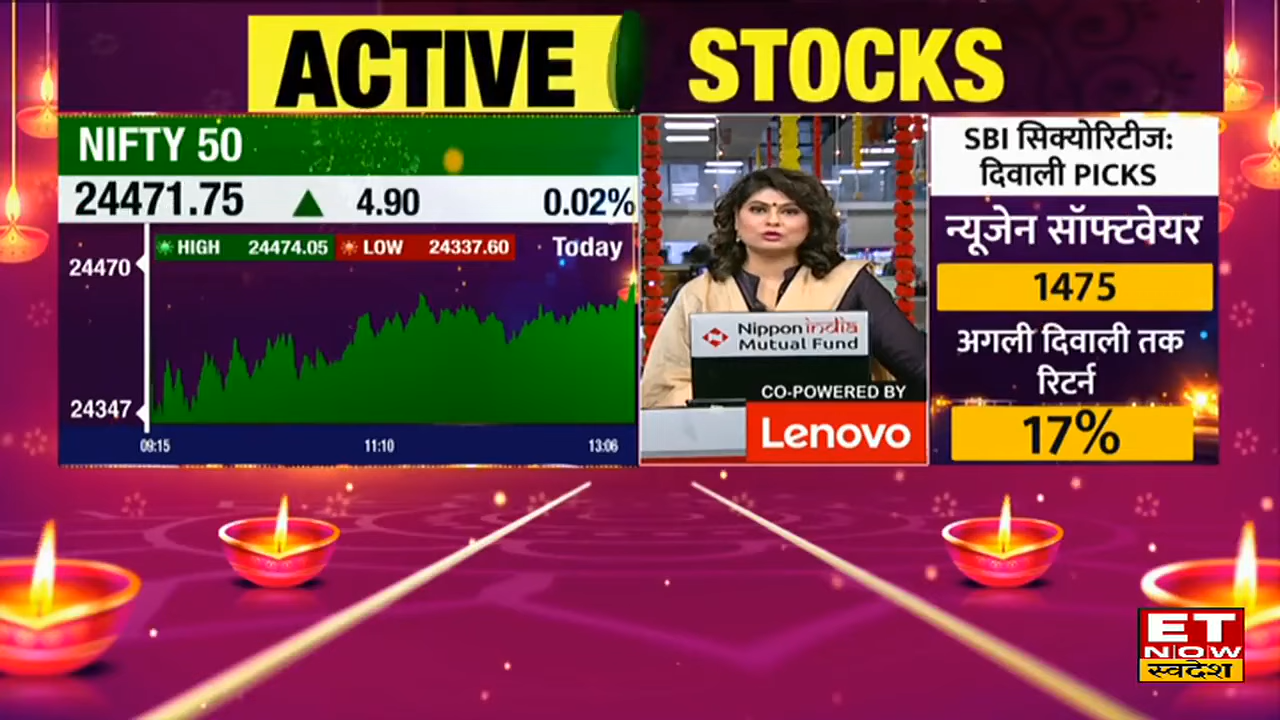 ACTIVE STOCKS
NIFTY 50
24471.75 ▲ 4.90 0.02%
HIGH 24474.05 LOW 24337.60 Today
24470
24347
09:15 11:10 13:06
Nippon india
Mutual Fund
CO-POWERED BY
Lenovo
SBI सिक्योरिटीज:
दिवाली PICKS
न्यूजेन सॉफ्टवेयर
1475
अगली दिवाली तक
रिटर्न
17%
ET
NOW
स्वदेश